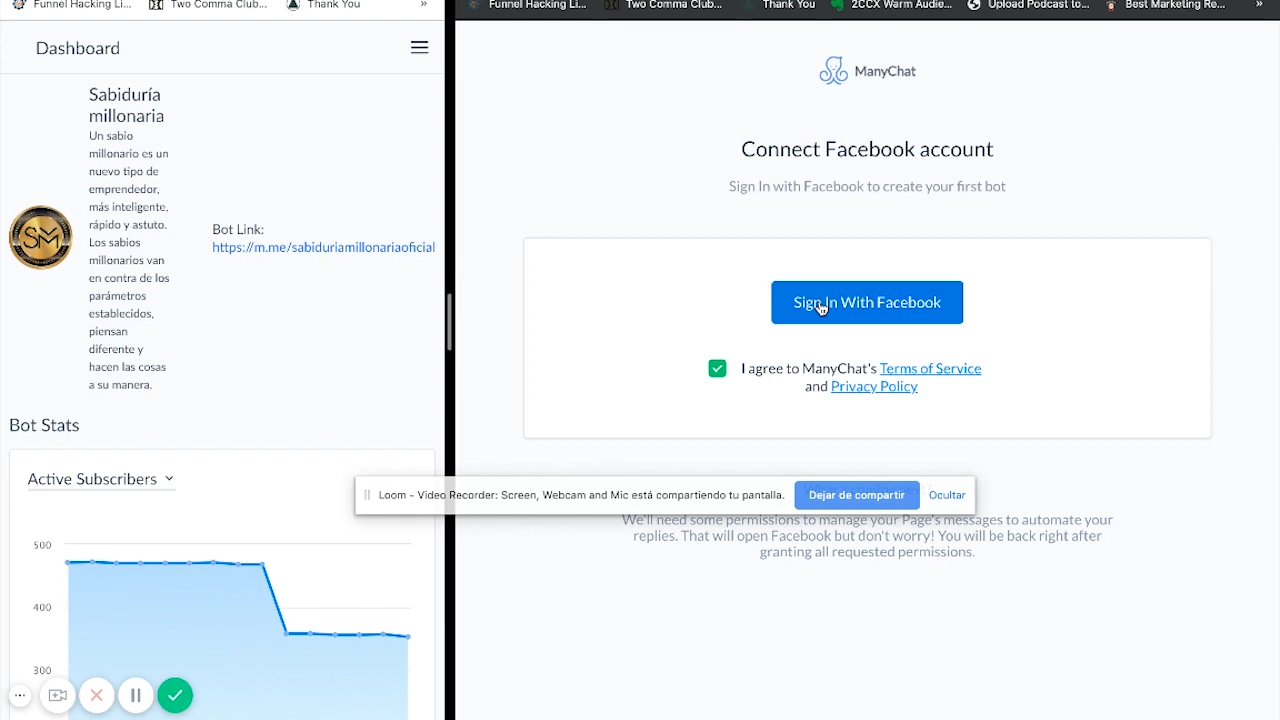 Funnel Hacking Li...
Two Comma Club...
Thank You
»
Dashboard
Sabiduría
millonaria
Un sabio
millonario es un
nuevo tipo de
emprendedor,
más inteligente,
rápido y astuto.
Los sabios
millonarios van
en contra de los
parámetros
establecidos,
piensan
diferente y
hacen las cosas
a su manera.
SM
Bot Link:
https://m.me/sabiduriamillonariaoficial
Bot Stats
Active Subscribers
500
400
300
Funnel Hacking Li...
Two Comma Club...
Thank You
2CCX Warm Audie...
Upload Podcast to...
Best Marketing Re...
»
ManyChat
Connect Facebook account
Sign In with Facebook to create your first bot
Sign In With Facebook
I agree to ManyChat's Terms of Service
and Privacy Policy
Loom - Video Recorder: Screen, Webcam and Mic está compartiendo tu pantalla.
Dejar de compartir
Ocultar
We'll need some permissions to manage your Page's messages to automate your
replies. That will open Facebook but don't worry! You will be back right after
granting all requested permissions.